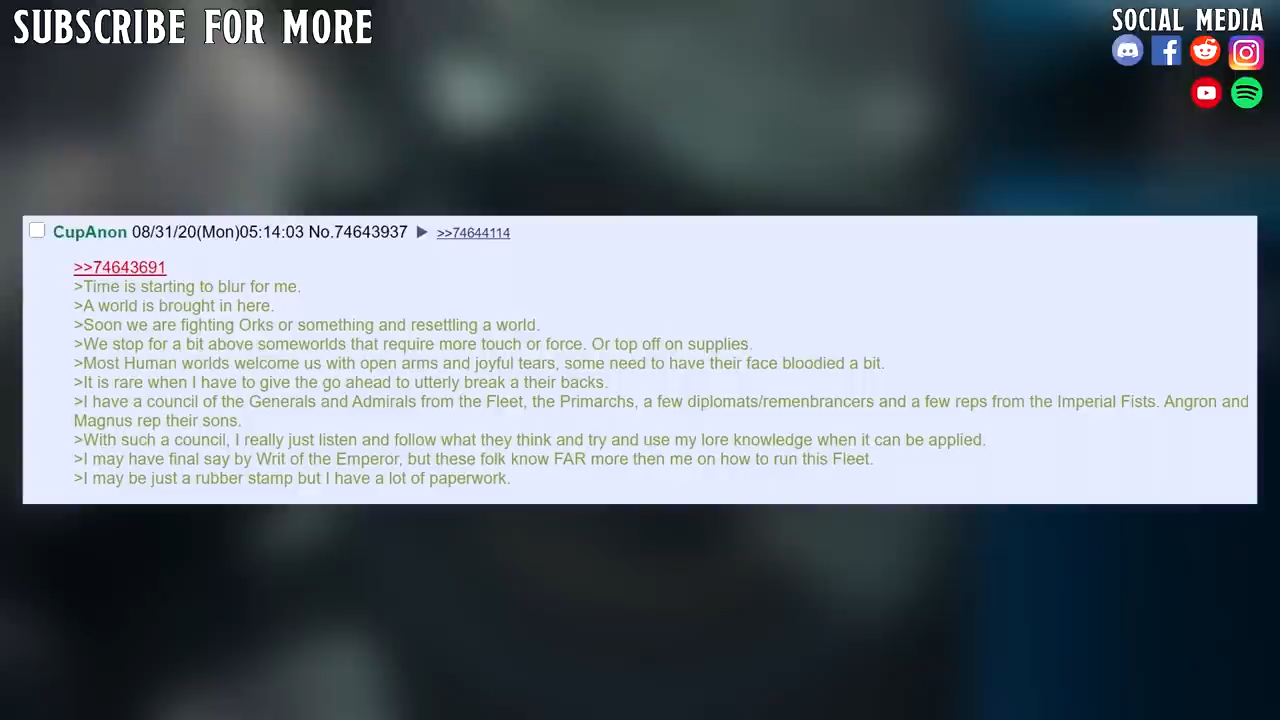 SUBSCRIBE FOR MORE
SOCIAL MEDIA
CupAnon 08/31/20(Mon)05:14:03 No.74643937 ▶ >>74644114
>>74643691
>Time is starting to blur for me.
>A world is brought in here.
>Soon we are fighting Orks or something and resettling a world.
>We stop for a bit above someworlds that require more touch or force. Or top off on supplies.
>Most Human worlds welcome us with open arms and joyful tears, some need to have their face bloodied a bit.
>It is rare when I have to give the go ahead to utterly break a their backs.
>I have a council of the Generals and Admirals from the Fleet, the Primarchs, a few diplomats/remenbrancers and a few reps from the Imperial Fists. Angron and
Magnus rep their sons.
>With such a council, I really just listen and follow what they think and try and use my lore knowledge when it can be applied.
>I may have final say by Writ of the Emperor, but these folk know FAR more then me on how to run this Fleet.
>I may be just a rubber stamp but I have a lot of paperwork.